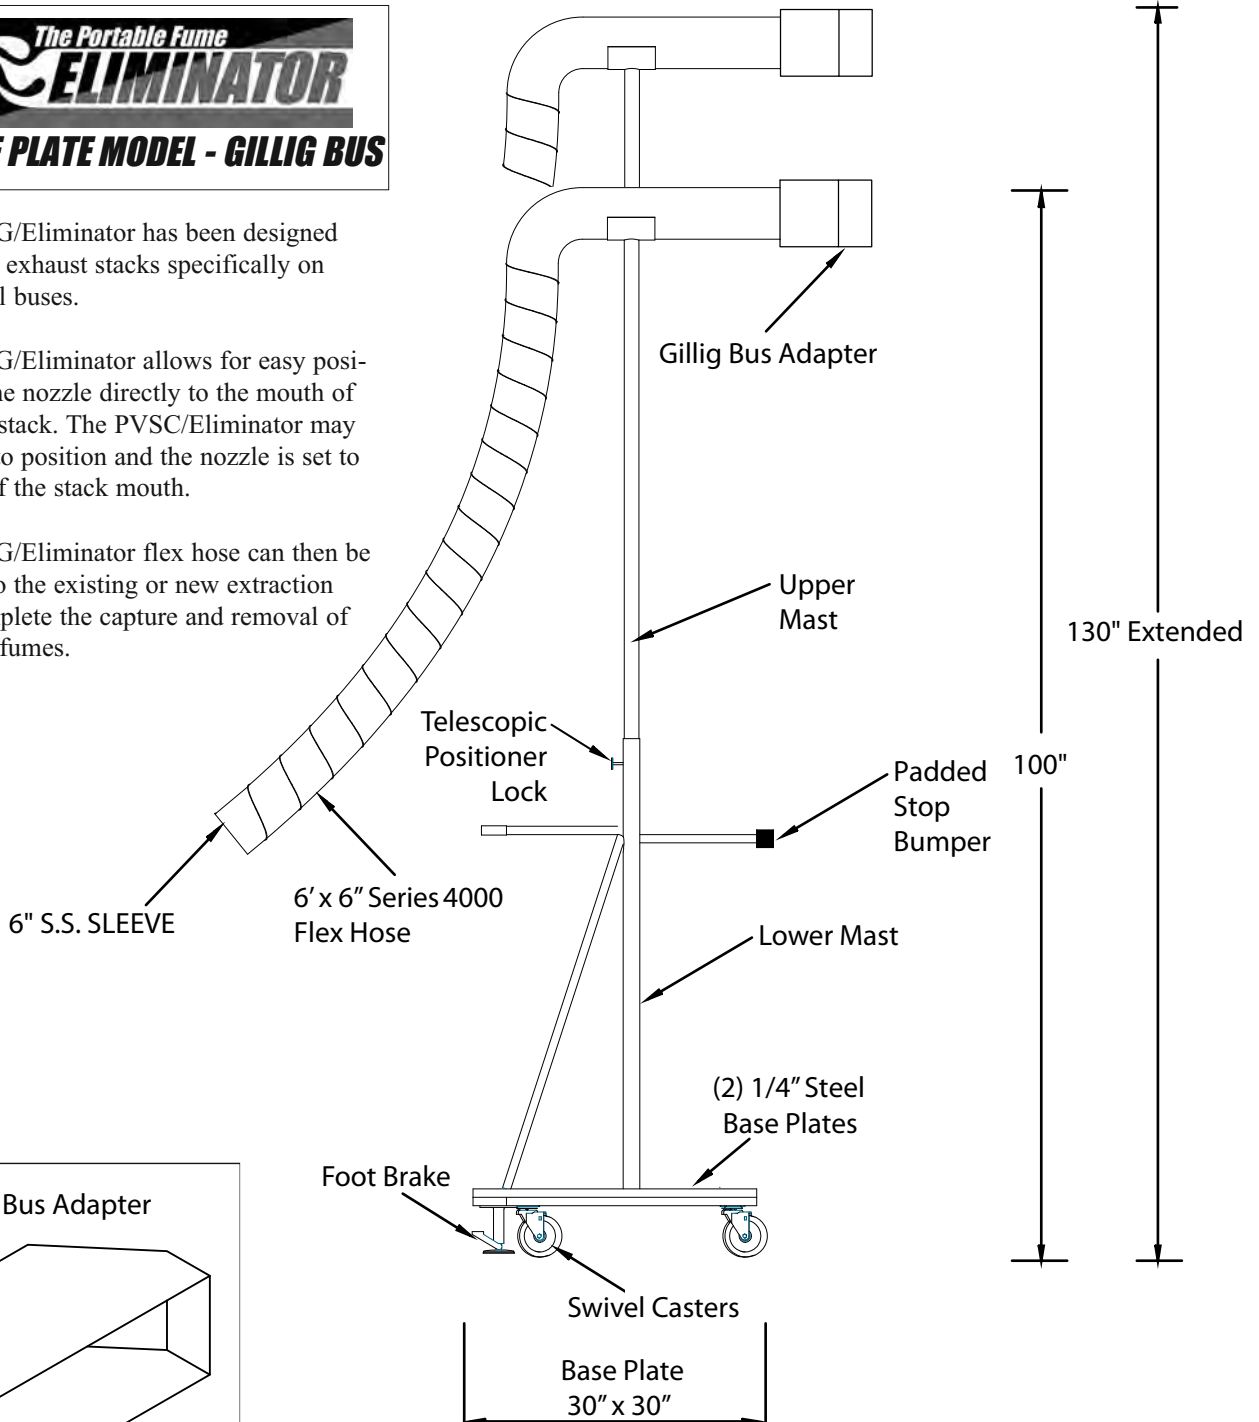 The Portable Fume
ELIMINATOR
PLATE MODEL - GILLIG BUS
G/Eliminator has been designed
exhaust stacks specifically on
l buses.
G/Eliminator allows for easy posi-
ne nozzle directly to the mouth of
stack. The PVSC/Eliminator may
to position and the nozzle is set to
f the stack mouth.
G/Eliminator flex hose can then be
o the existing or new extraction
plete the capture and removal of
fumes.
Gillig Bus Adapter
Upper
Mast
130" Extended
100"
Telescopic
Positioner
Lock
Padded
Stop
Bumper
6" S.S. SLEEVE
6’ x 6” Series 4000
Flex Hose
Lower Mast
(2) 1/4” Steel
Base Plates
Foot Brake
Bus Adapter
Swivel Casters
Base Plate
30” x 30”